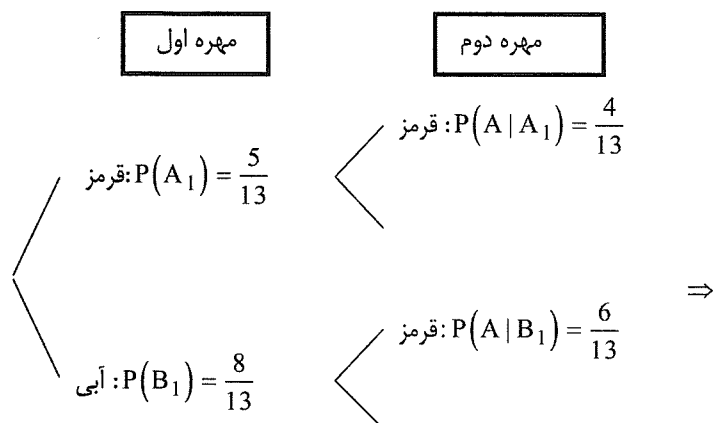 مهره اول
مهره دوم
قرمز: P(A | A₁) = 4/13
قرمز: P(A₁) = 5/13
⇒
قرمز: P(A | B₁) = 6/13
آبی: P(B₁) = 8/13